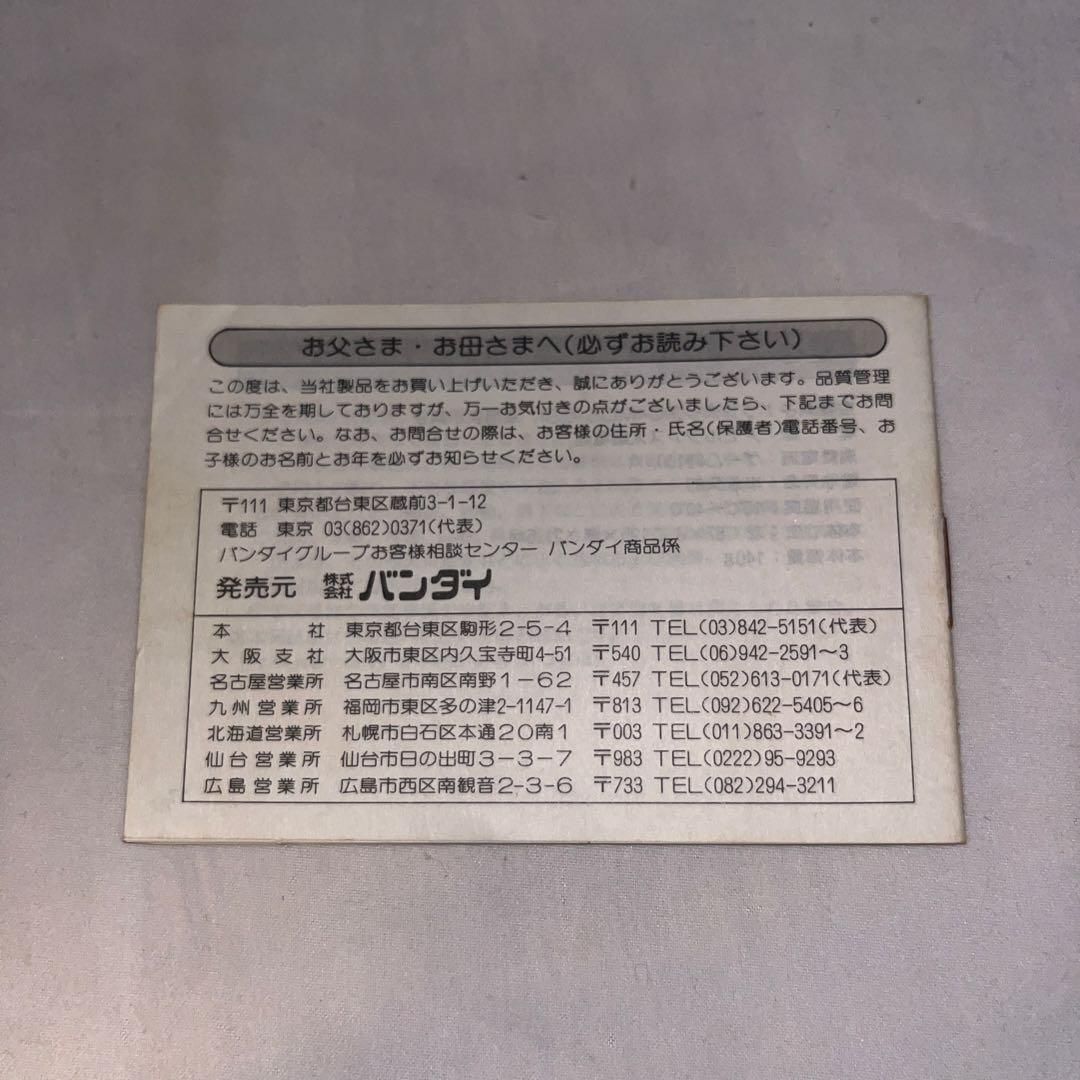 お父さま・お母さまへ(必ずお読み下さい)
この度は、当社製品をお買い上げいただき、誠にありがとうございます。品質管理
には万全を期しておりますが、万一お気付きの点がございましたら、下記までお問
合せください。なお、お問合せの際は、お客様の住所・氏名(保護者)電話番号、お
子様のお名前とお年を必ずお知らせください。
〒111 東京都台東区蔵前3-1-12
電話 東京 03(862)0371(代表)
バンダイグループお客様相談センター バンダイ商品係
発売元 株式会社 バンダイ
本社 東京都台東区駒形2-5-4 〒111 TEL(03)842-5151(代表)
大阪支社 大阪市東区内久宝寺町4-51 〒540 TEL(06)942-2591〜3
名古屋営業所 名古屋市南区南野1-62 〒457 TEL(052)613-0171(代表)
九州営業所 福岡市東区多の津2-1147-1 〒813 TEL(092)622-5405〜6
北海道営業所 札幌市白石区本通20南1 〒003 TEL(011)863-3391〜2
仙台営業所 仙台市日の出町3-3-7 〒983 TEL(0222)95-9293
広島営業所 広島市西区南観音2-3-6 〒733 TEL(082)294-3211